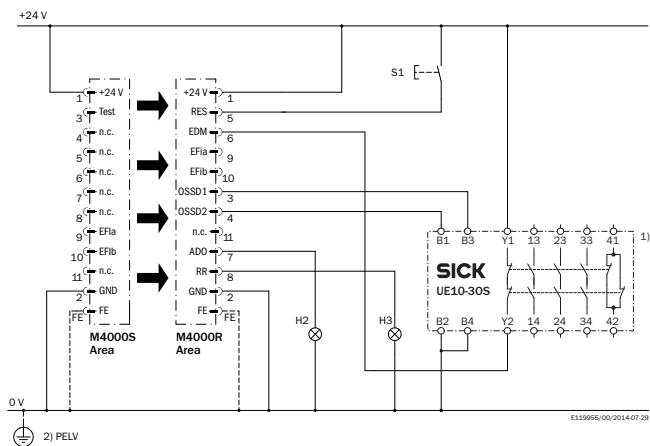 +24 V
S1
1 +24 V
3 Test
4 n.c.
5 n.c.
6 n.c.
7 n.c.
8 n.c.
9 EFIa
10 EFIb
11 n.c.
2 GND
FE FE
M4000S
Area
+24 V 1
RES 5
EDM 6
EFia 9
EFib 10
OSSD1 3
OSSD2 4
n.c. 11
ADO 7
RR 8
GND 2
FE FE
M4000R
Area
H2
H3
B1 B3 Y1 13 23 33 41
1)
SICK
UE10-30S
B2 B4 Y2 14 24 34 42
0 V
E119955/00/2014-07-29
2) PELV